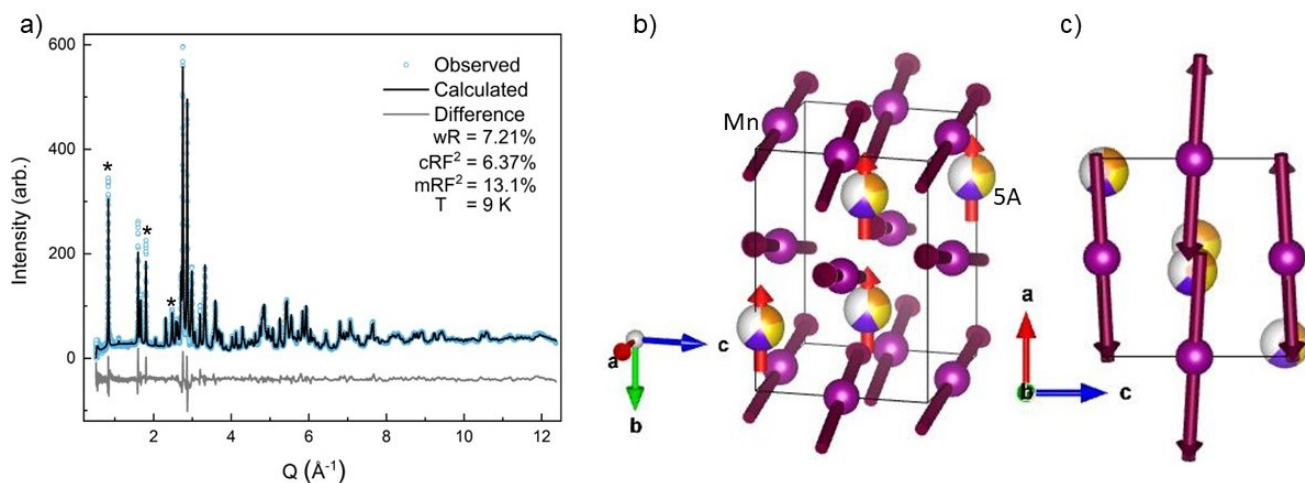 a)
600
400
200
0
Intensity (arb.)
*
*
*
Observed
Calculated
Difference
wR = 7.21%
cRF² = 6.37%
mRF² = 13.1%
T = 9 K
2
4
6
8
10
12
Q (Å⁻¹)
b)
Mn
5A
a
c
b
c)
a
b
c